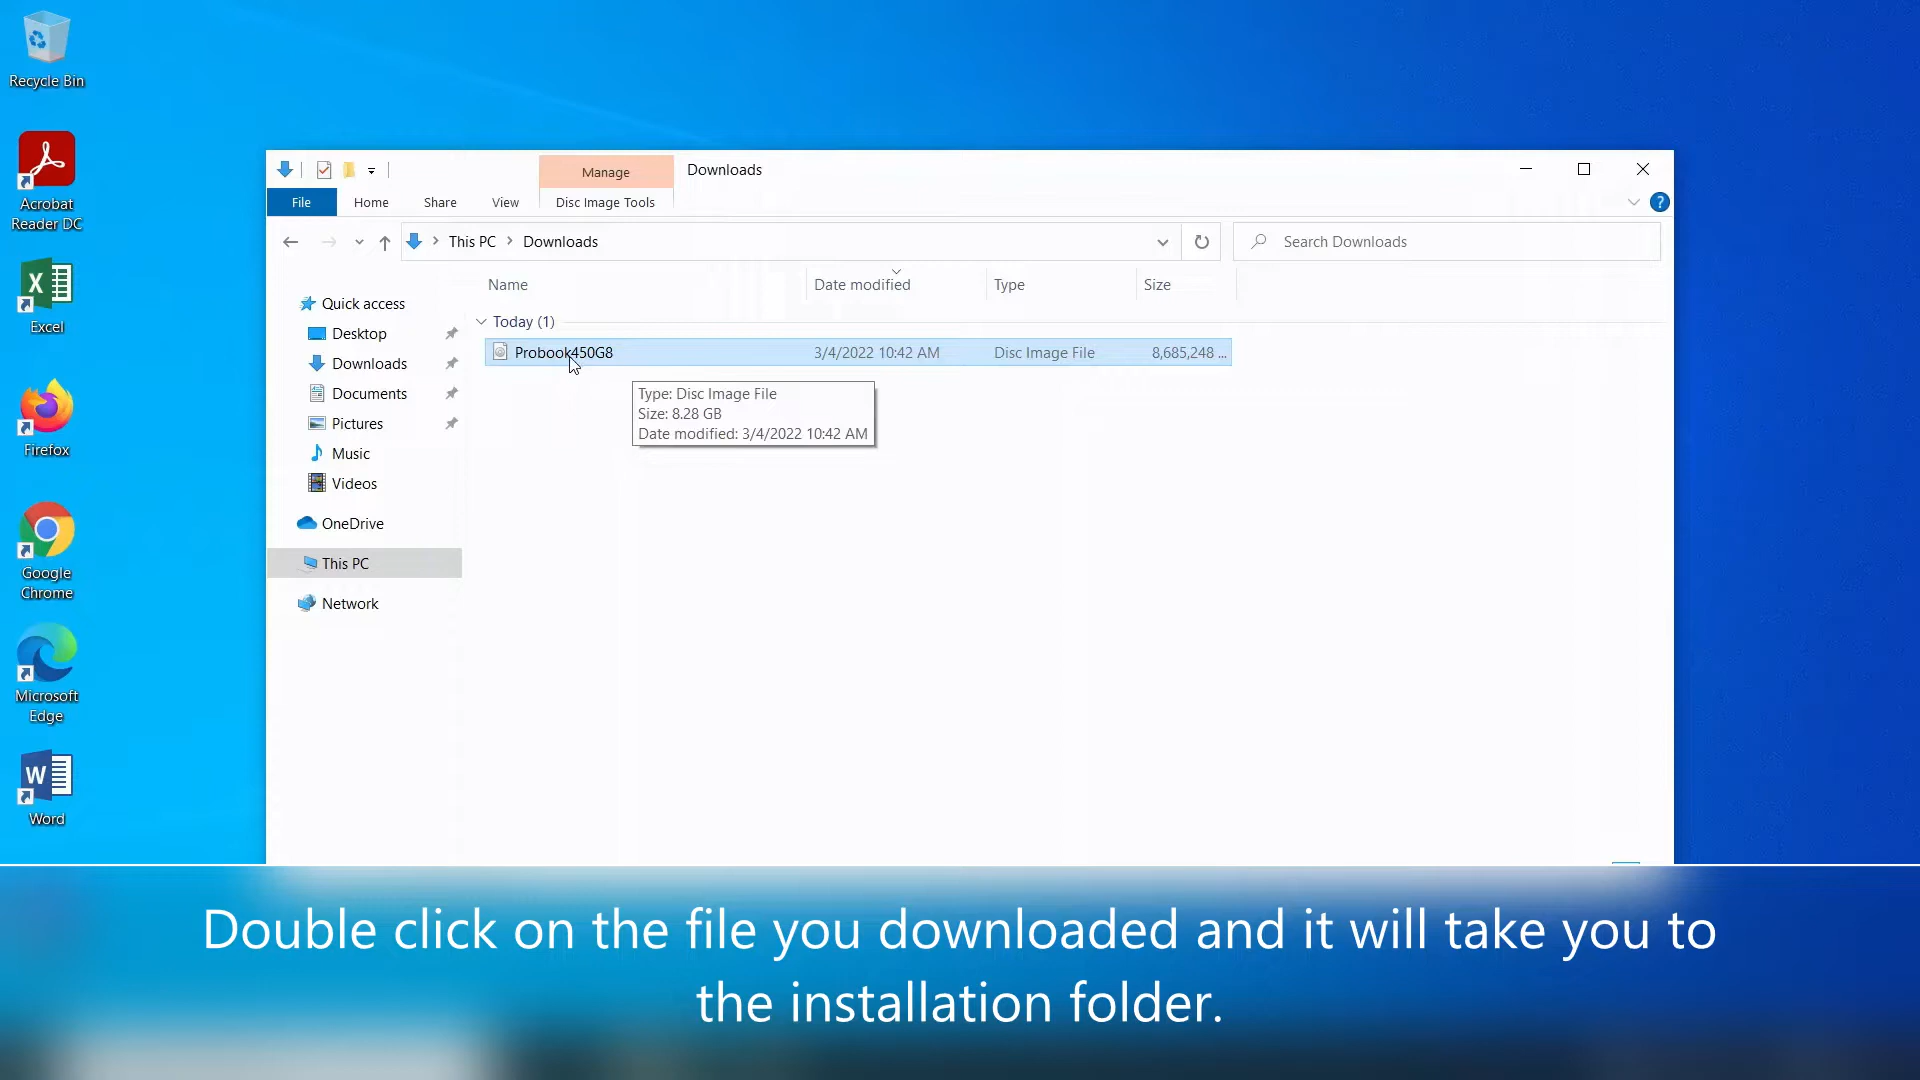 Recycle Bin
Acrobat
Reader DC
Excel
Firefox
Google
Chrome
Microsoft
Edge
Word
Manage
Downloads
File
Home
Share
View
Disc Image Tools
?
This PC
Downloads
Search Downloads
Name
Date modified
Type
Size
Quick access
Desktop
Downloads
Documents
Pictures
Music
Videos
OneDrive
This PC
Network
Today (1)
Probook450G8 3/4/2022 10:42 AM Disc Image File 8,685,248 ...
Type: Disc Image File
Size: 8.28 GB
Date modified: 3/4/2022 10:42 AM
Double click on the file you downloaded and it will take you to
the installation folder.